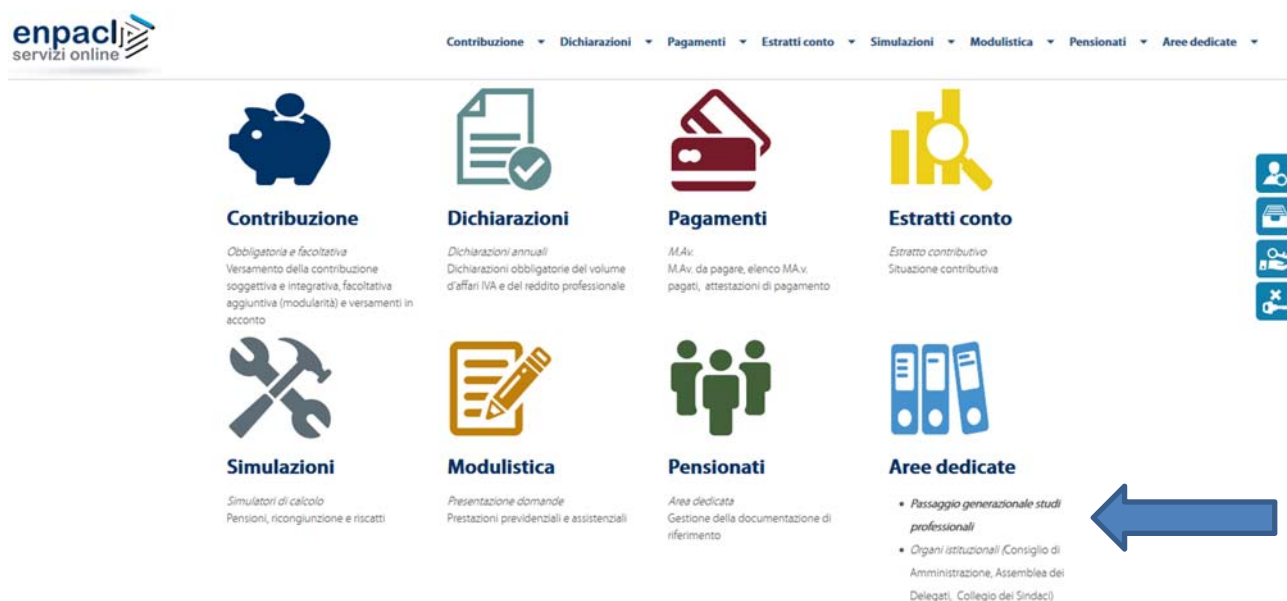 enpacl
servizi online
Contribuzione Dichiarazioni Pagamenti Estratti conto Simulazioni Modulistica Pensionati Aree dedicate
Contribuzione
Obbligatoria e facoltativa
Versamento della contribuzione
soggettiva e integrativa, facoltativa
aggiuntiva (modularità) e versamenti in
acconto
Dichiarazioni
Dichiarazioni annuali
Dichiarazioni obbligatorie del volume
d'affari IVA e del reddito professionale
Pagamenti
M.Av.
M.Av. da pagare, elenco MA.v.
pagati, attestazioni di pagamento
Estratti conto
Estratto contributivo
Situazione contributiva
Simulazioni
Simulatori di calcolo
Pensioni, ricongiunzione e riscatti
Modulistica
Presentazione domande
Prestazioni previdenziali e assistenziali
Pensionati
Area dedicata
Gestione della documentazione di
riferimento
Aree dedicate
• Passaggio generazionale studi
professionali
• Organi istituzionali (Consiglio di
Amministrazione, Assemblea dei
Delegati, Collegio dei Sindaci)